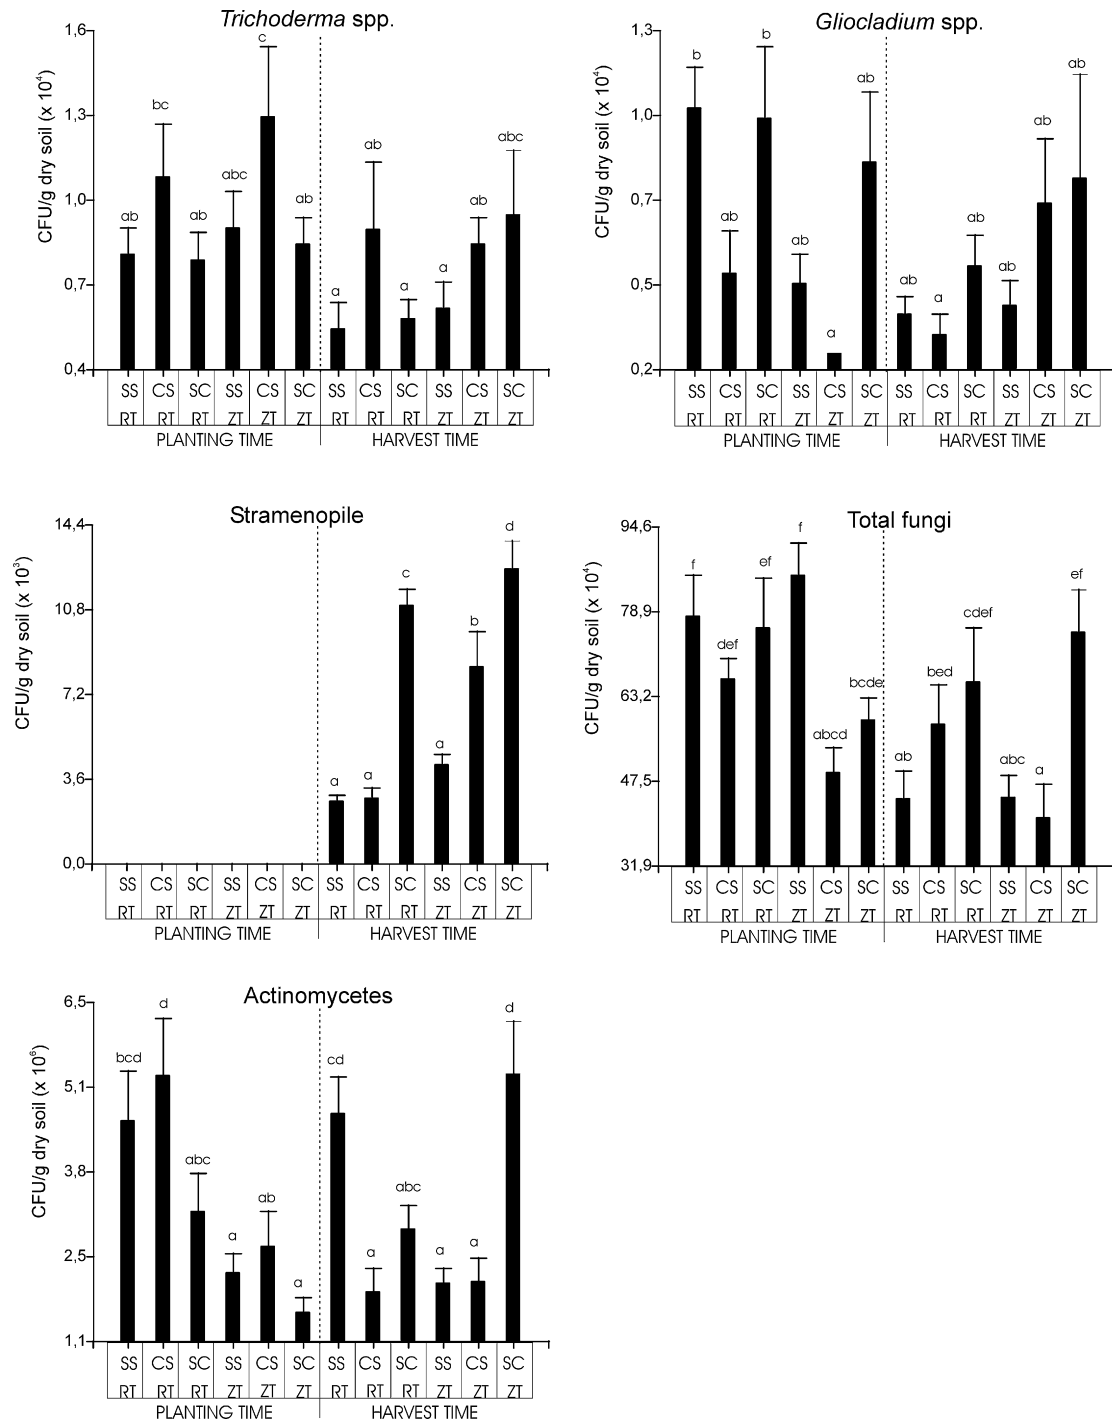 Trichoderma spp.
CFU/g dry soil (x 10⁴)
1,6
1,3
1,0
0,7
0,4
ab bc ab abc c ab a ab a a ab abc
SS CS SC SS CS SC SS CS SC SS CS SC
RT RT RT ZT ZT ZT RT RT RT ZT ZT ZT
PLANTING TIME HARVEST TIME
Gliocladium spp.
CFU/g dry soil (x 10⁴)
1,3
1,0
0,7
0,5
0,2
b ab b ab a ab ab a ab ab ab ab
SS CS SC SS CS SC SS CS SC SS CS SC
RT RT RT ZT ZT ZT RT RT RT ZT ZT ZT
PLANTING TIME HARVEST TIME
Stramenopile
CFU/g dry soil (x 10³)
14,4
10,8
7,2
3,6
0,0
a a c a b d
SS CS SC SS CS SC SS CS SC SS CS SC
RT RT RT ZT ZT ZT RT RT RT ZT ZT ZT
PLANTING TIME HARVEST TIME
Total fungi
CFU/g dry soil (x 10⁴)
94,6
78,9
63,2
47,5
31,9
f def ef f abcd bcde ab bed cdef abc a ef
SS CS SC SS CS SC SS CS SC SS CS SC
RT RT RT ZT ZT ZT RT RT RT ZT ZT ZT
PLANTING TIME HARVEST TIME
Actinomycetes
CFU/g dry soil (x 10⁶)
6,5
5,1
3,8
2,5
1,1
bcd d abc a ab a cd a abc a a d
SS CS SC SS CS SC SS CS SC SS CS SC
RT RT RT ZT ZT ZT RT RT RT ZT ZT ZT
PLANTING TIME HARVEST TIME